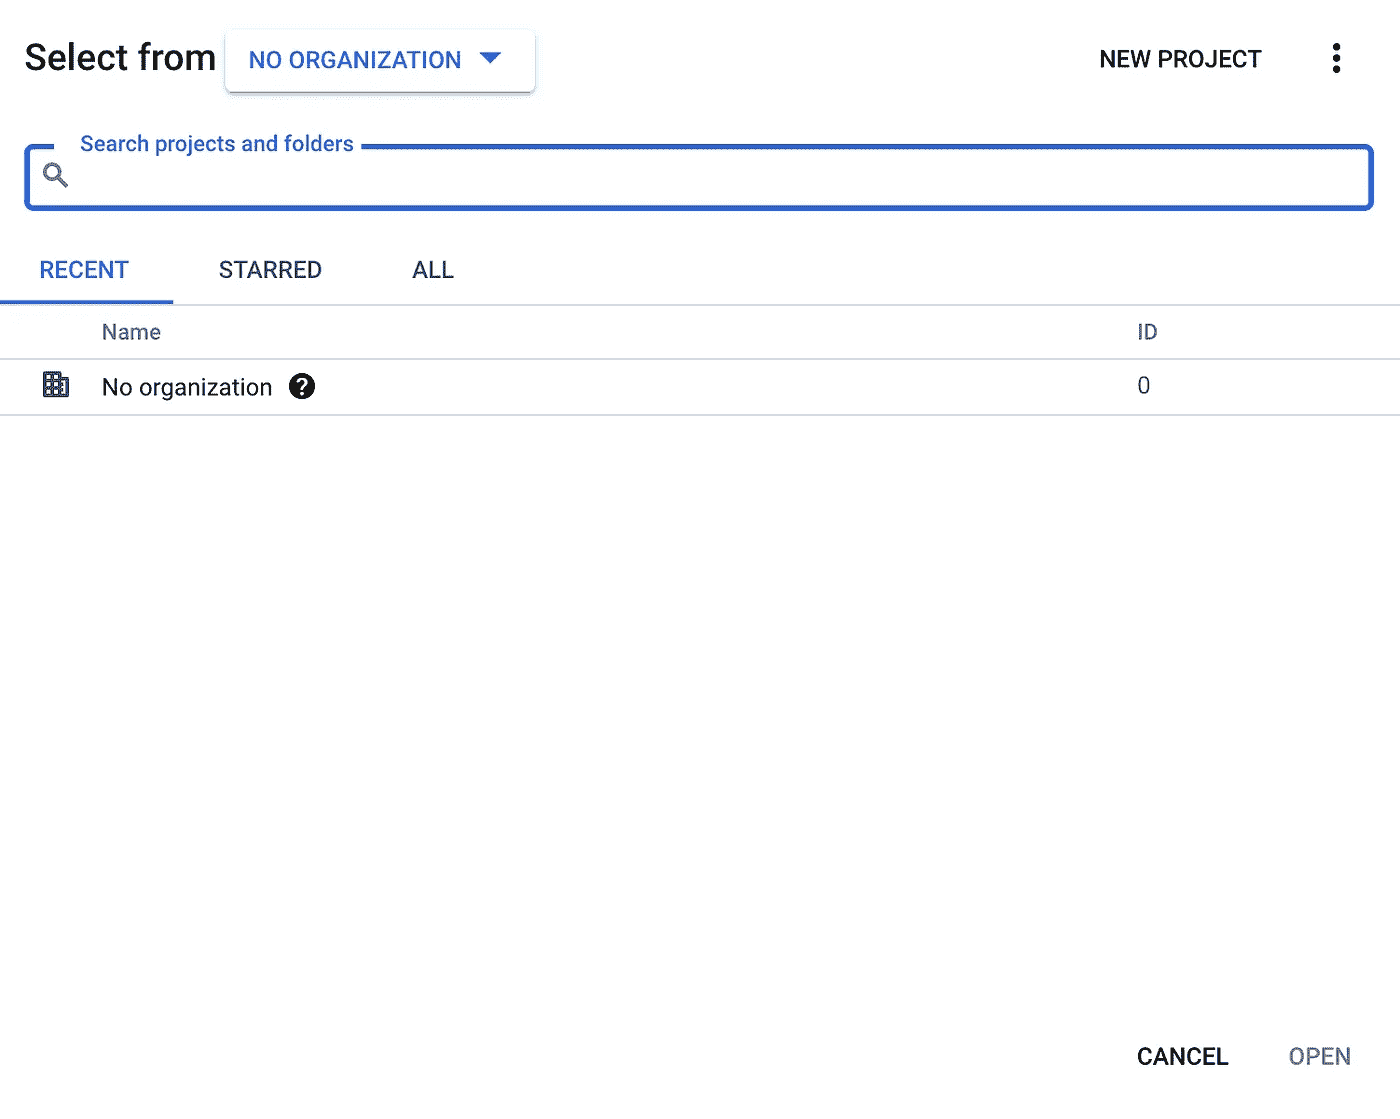 Select from NO ORGANIZATION NEW PROJECT
Search projects and folders
RECENT STARRED ALL
Name ID
No organization ? 0
CANCEL OPEN